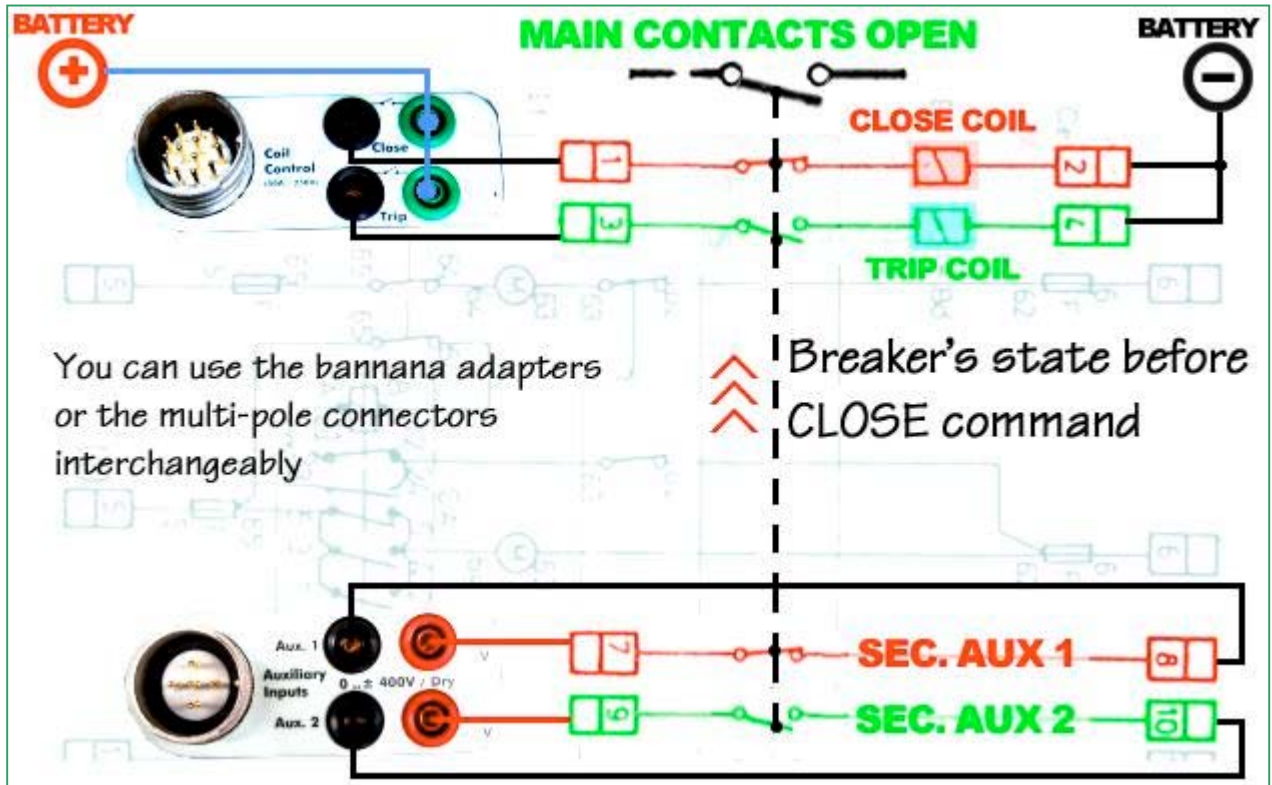 BATTERY
+
MAIN CONTACTS OPEN
BATTERY
−
CLOSE COIL
Coil
Control
Close
Trip
1
2
3
4
TRIP COIL
You can use the bannana adapters
or the multi-pole connectors
interchangeably
Breaker's state before
CLOSE command
Aux. 1
Auxiliary
Inputs
± 400V / Dry
Aux. 2
V
V
7
SEC. AUX 1
8
9
SEC. AUX 2
10